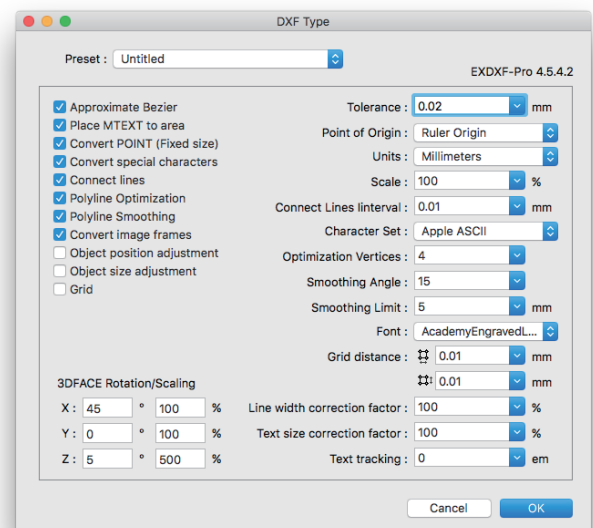 DXF Type
Preset : Untitled
EXDXF-Pro 4.5.4.2
Approximate Bezier
Place MTEXT to area
Convert POINT (Fixed size)
Convert special characters
Connect lines
Polyline Optimization
Polyline Smoothing
Convert image frames
Object position adjustment
Object size adjustment
Grid
Tolerance : 0.02 mm
Point of Origin : Ruler Origin
Units : Millimeters
Scale : 100 %
Connect Lines Iinterval : 0.01 mm
Character Set : Apple ASCII
Optimization Vertices : 4
Smoothing Angle : 15
Smoothing Limit : 5 mm
Font : AcademyEngravedL...
Grid distance : 0.01 mm
0.01 mm
3DFACE Rotation/Scaling
X : 45 ° 100 %
Y : 0 ° 100 %
Z : 5 ° 500 %
Line width correction factor : 100 %
Text size correction factor : 100 %
Text tracking : 0 em
Cancel
OK